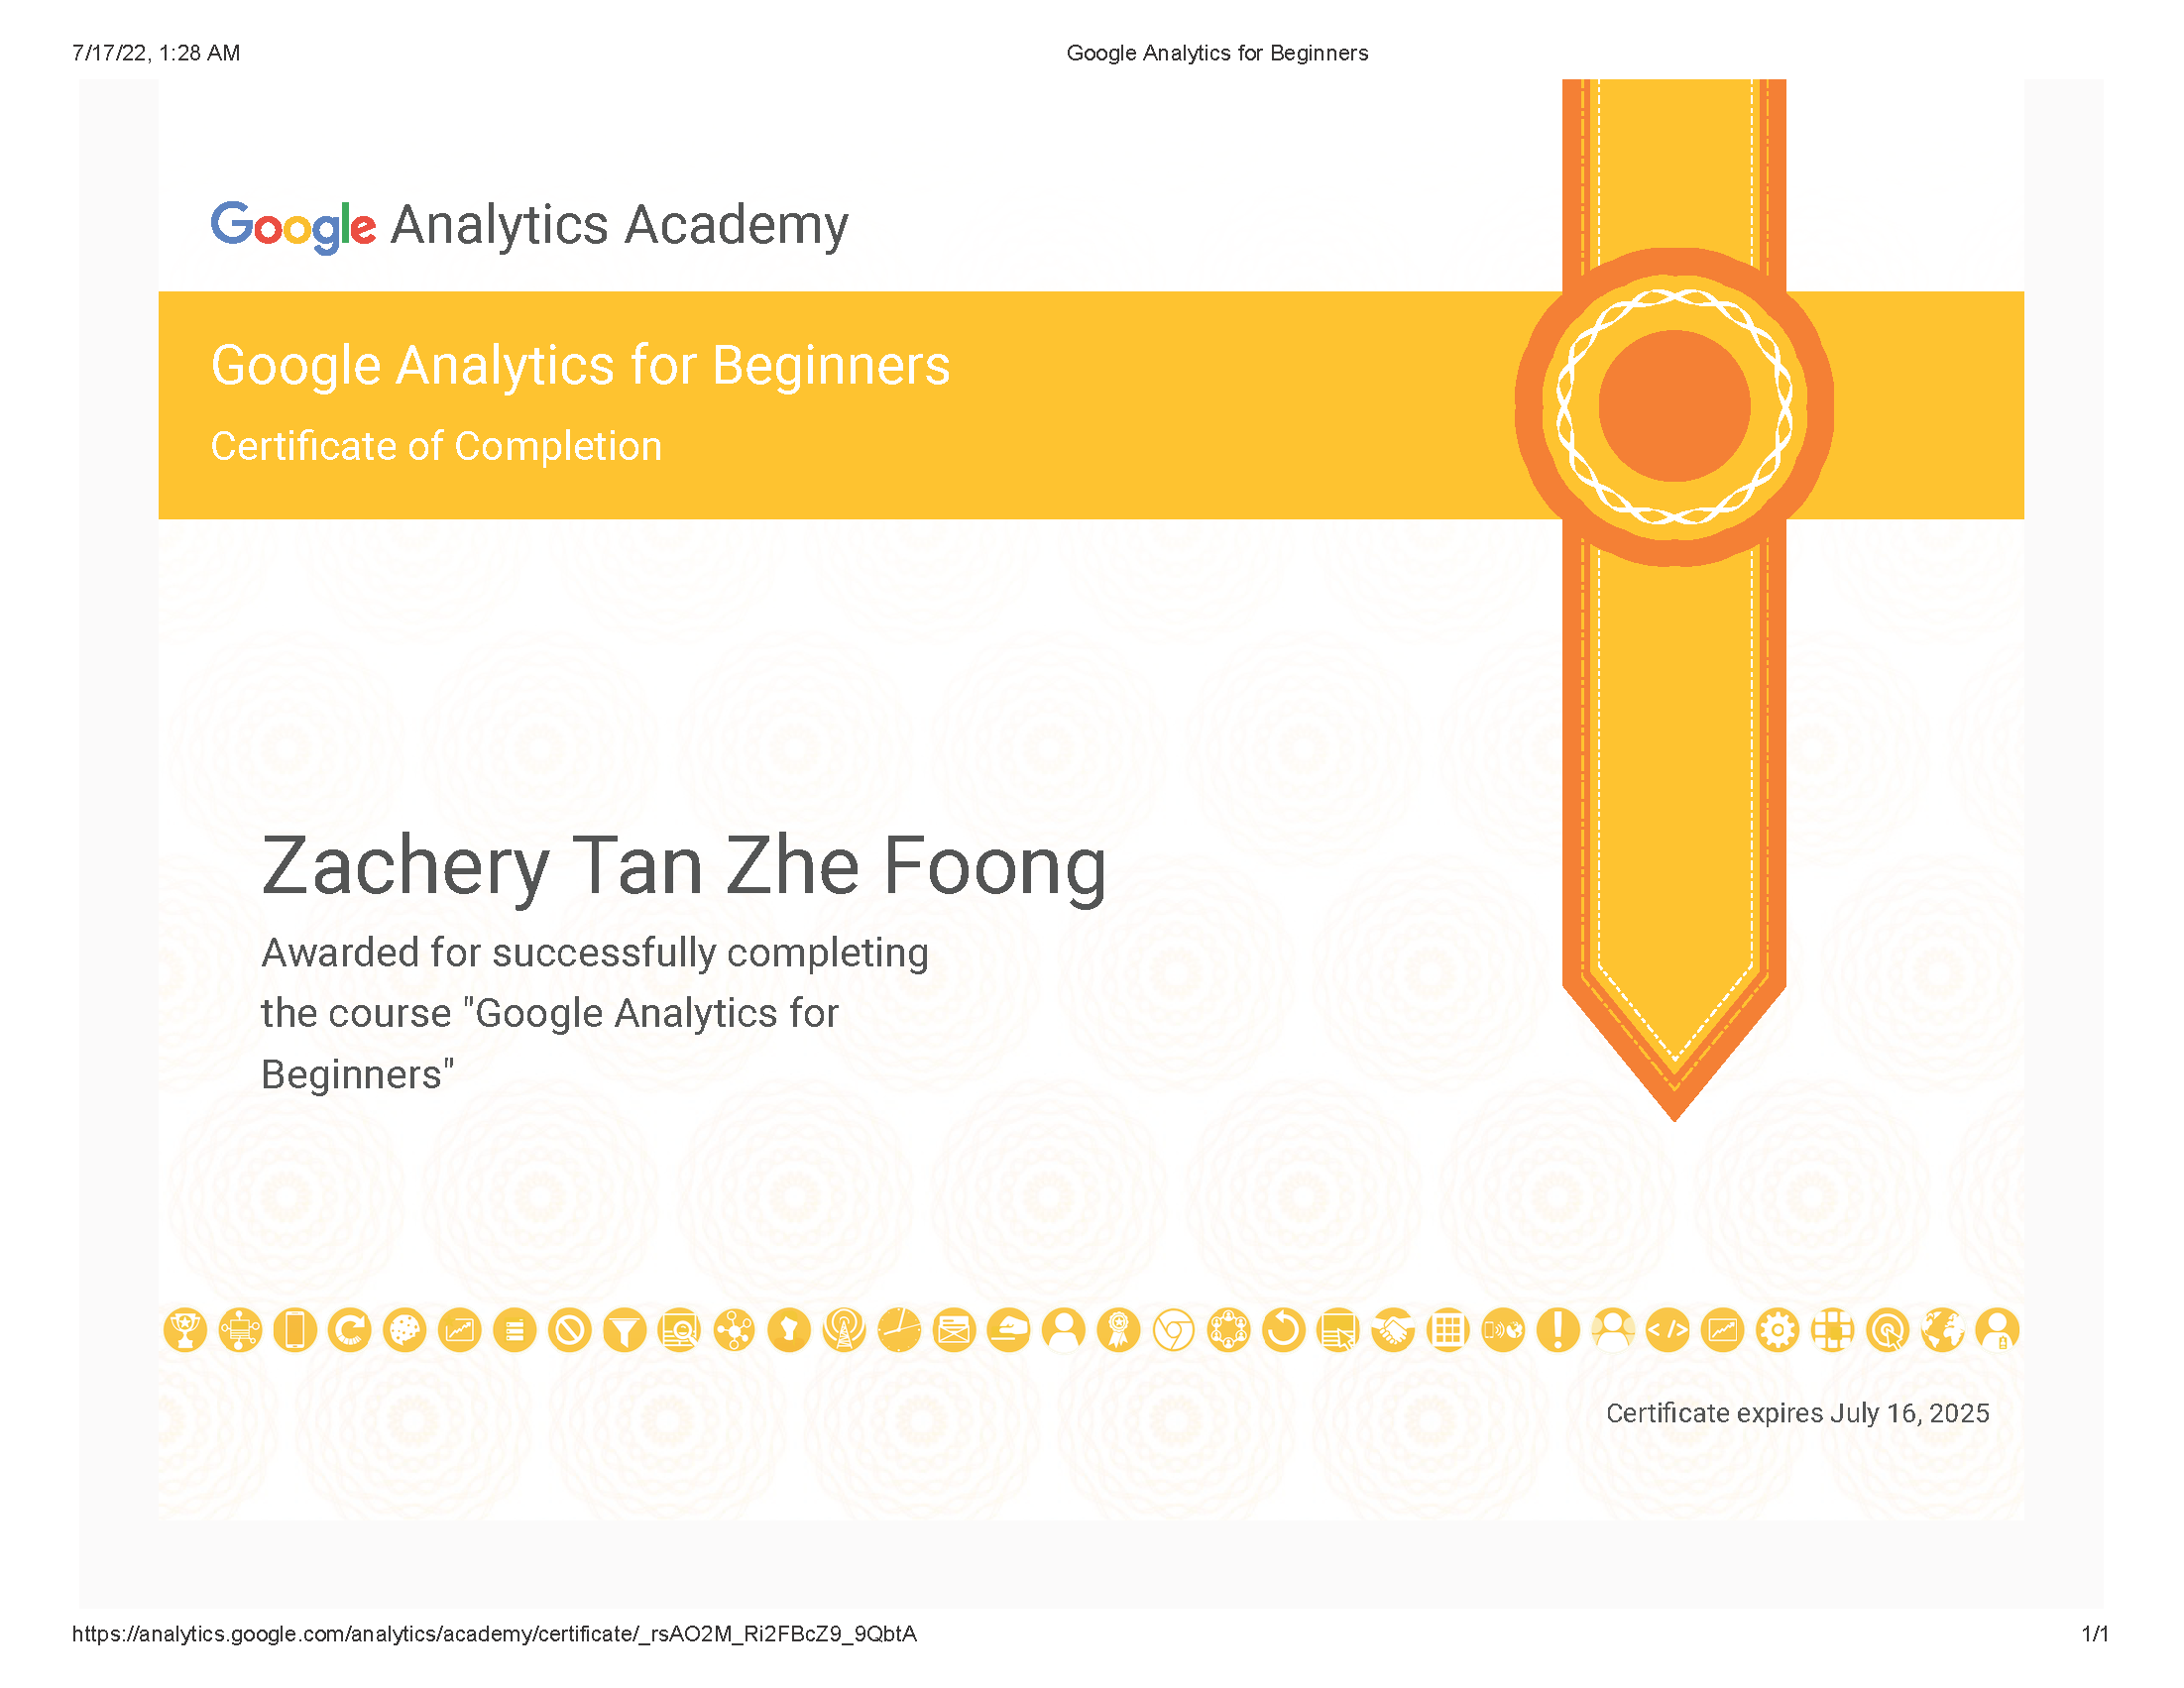 7/17/22, 1:28 AM
Google Analytics for Beginners
Google Analytics Academy
Google Analytics for Beginners
Certificate of Completion
Zachery Tan Zhe Foong
Awarded for successfully completing
the course "Google Analytics for
Beginners"
Certificate expires July 16, 2025
https://analytics.google.com/analytics/academy/certificate/_rsAO2M_Ri2FBcZ9_9QbtA
1/1